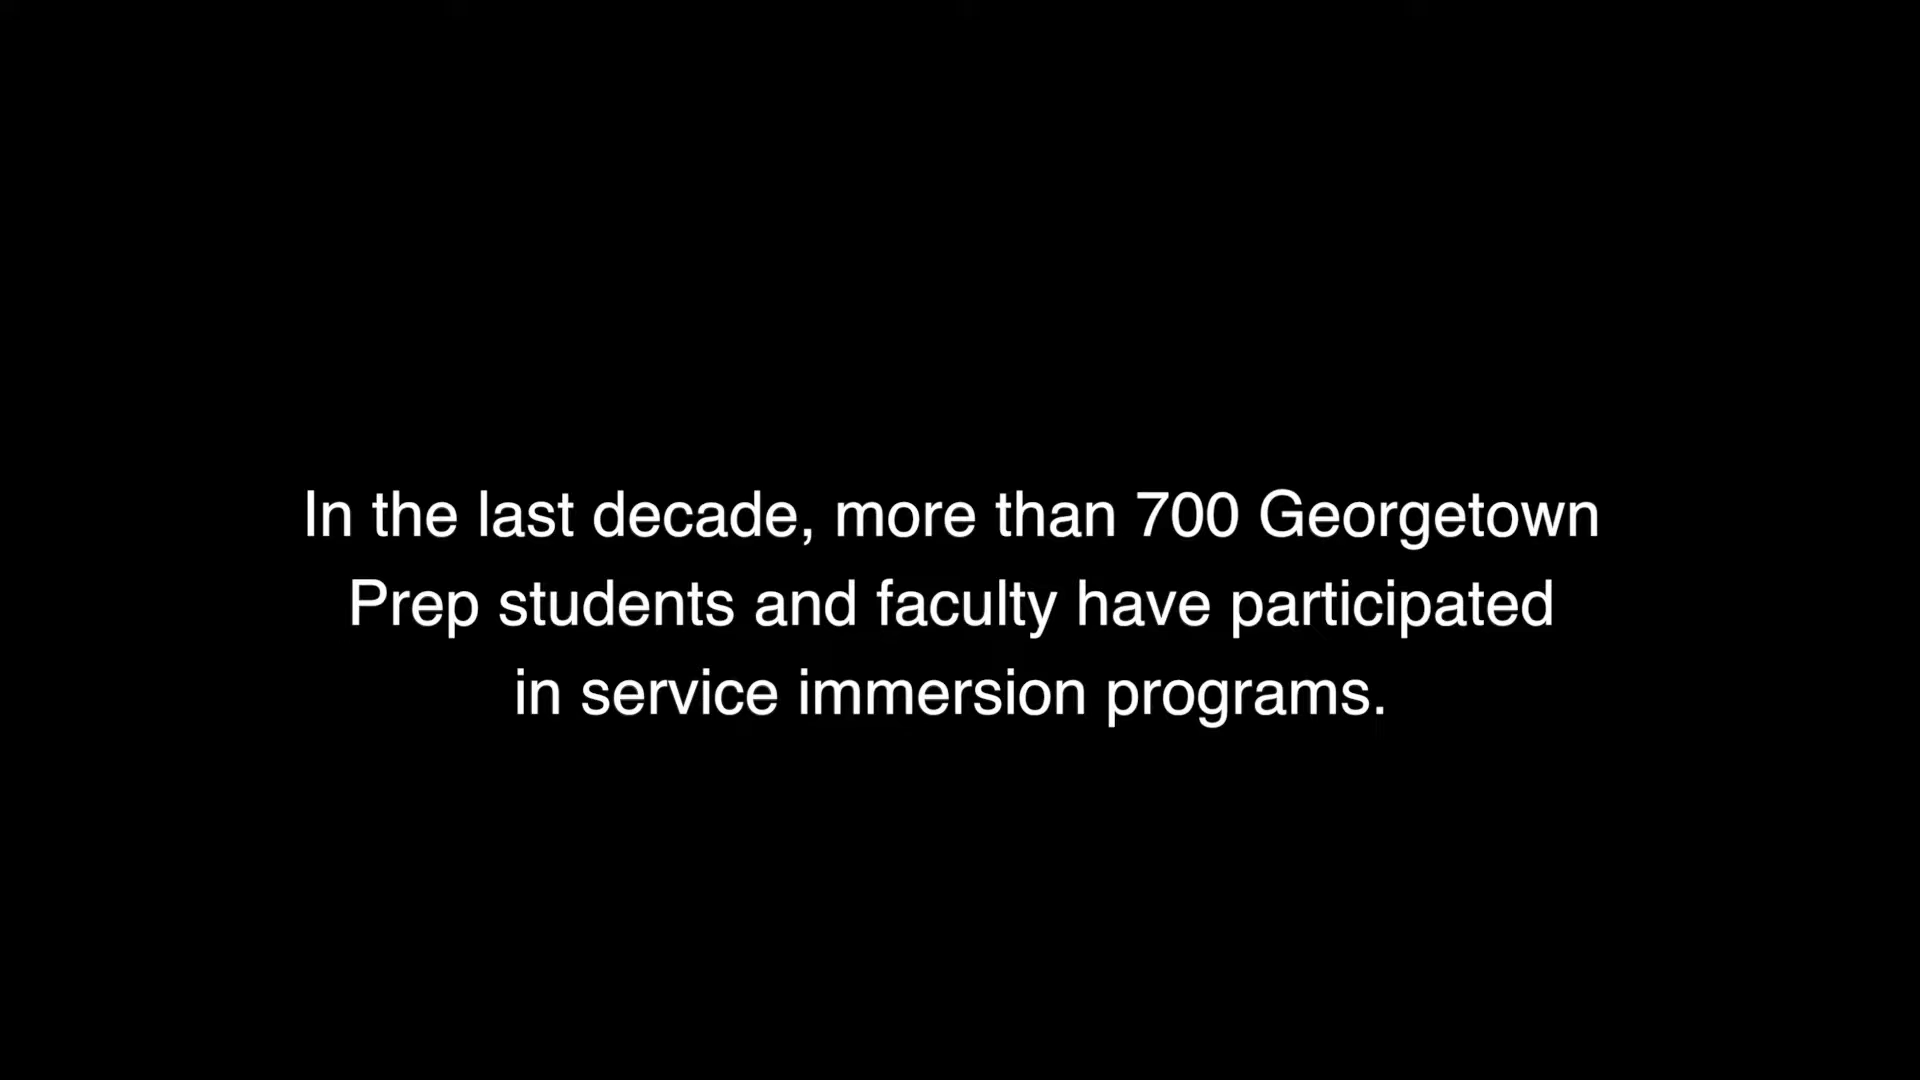 In the last decade, more than 700 Georgetown
Prep students and faculty have participated
in service immersion programs.